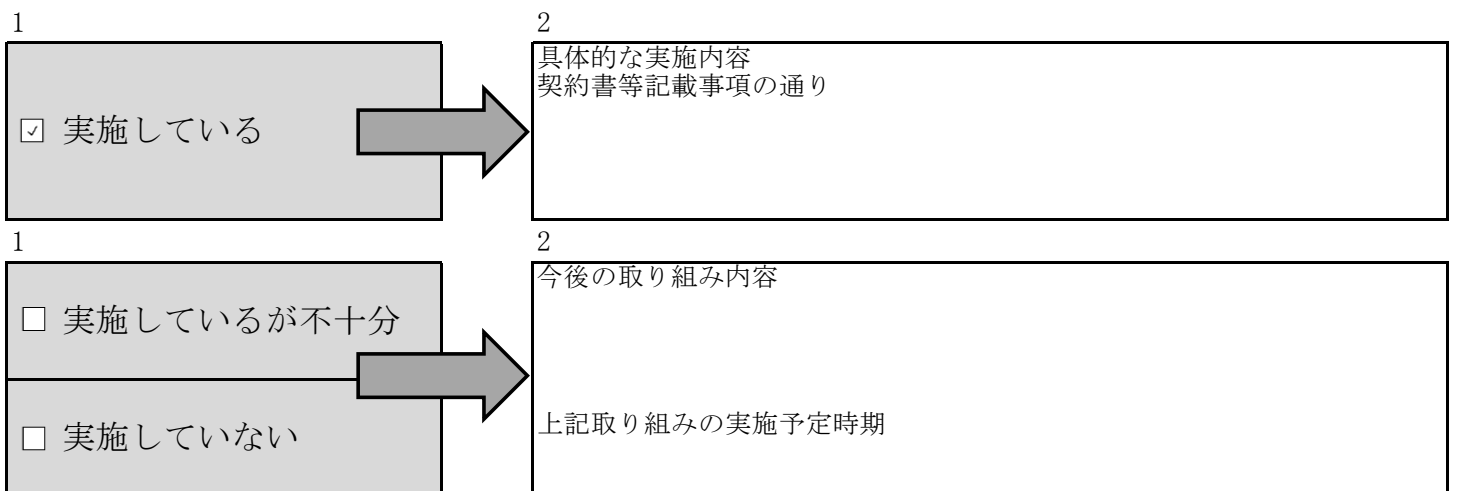 1
2
☑ 実施している
具体的な実施内容
契約書等記載事項の通り
1
2
☐ 実施しているが不十分
☐ 実施していない
今後の取り組み内容
上記取り組みの実施予定時期